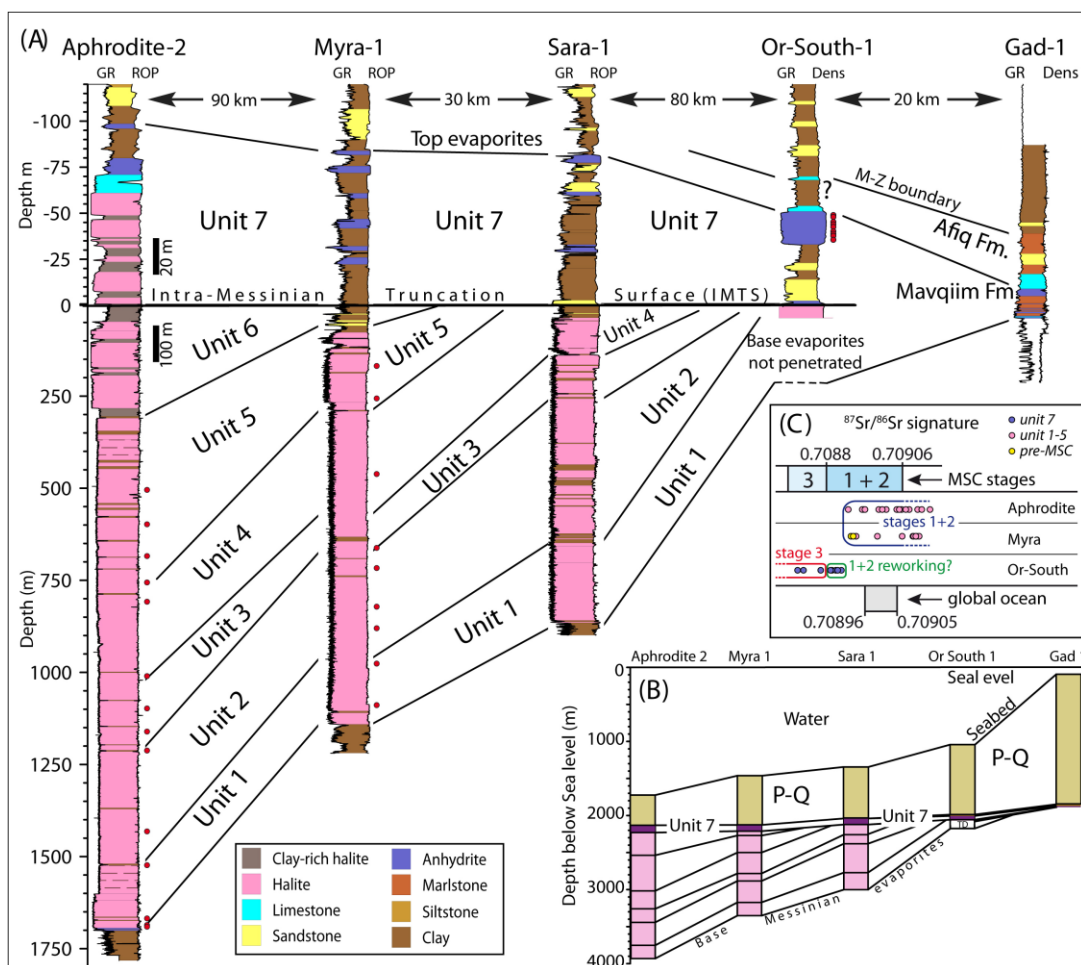 (A)
Aphrodite-2 Myra-1 Sara-1 Or-South-1 Gad-1
GR ROP GR ROP GR ROP GR Dens GR Dens
90 km 30 km 80 km 20 km
Depth m
-100
-75
-50
-25
0
Top evaporites
M-Z boundary
?
Afiq Fm.
Mavqiim Fm
Unit 7 Unit 7 Unit 7
20 m
Intra-Messinian Truncation Surface (IMTS)
100 m
Depth (m)
250
500
750
1000
1250
1500
1750
Unit 6
Unit 5
Unit 4
Base evaporites
not penetrated
Unit 5
Unit 3
Unit 2
Unit 4
Unit 1
Unit 3
Unit 1
Unit 2
Unit 1
Clay-rich halite
Halite
Limestone
Sandstone
Anhydrite
Marlstone
Siltstone
Clay
(C)
87Sr/86Sr signature
unit 7
unit 1-5
pre-MSC
0.7088 0.70906
3 1 + 2 MSC stages
Aphrodite
stages 1+2
Myra
stage 3
1+2 reworking?
Or-South
global ocean
0.70896 0.70905
Aphrodite 2 Myra 1 Sara 1 Or South 1 Gad 1
(B)
Depth below Sea level (m)
0
1000
2000
3000
4000
Seal evel
Water
Seabed
P-Q P-Q
Unit 7 Unit 7
TD
Base Messinian evaporites